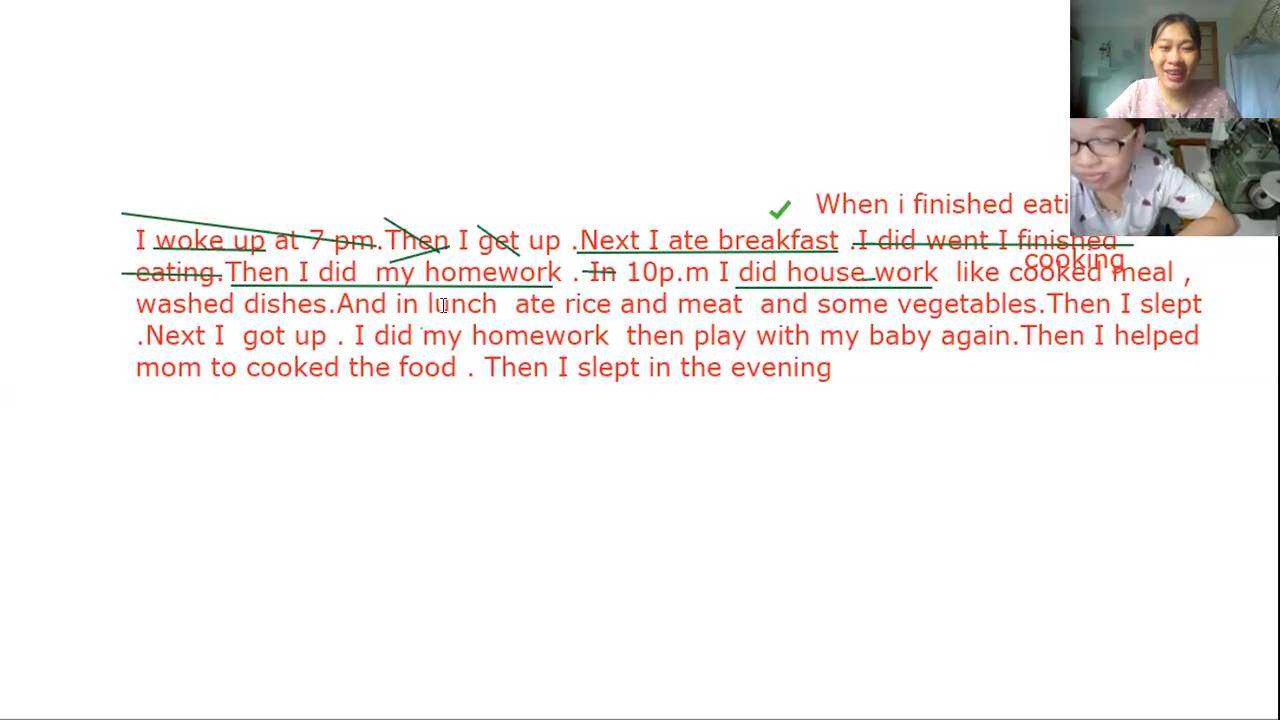 When i finished eati
I woke up at 7 pm.Then I get up .Next I ate breakfast .I did went I finished
cooking
eating.Then I did my homework . In 10p.m I did house work like cooked meal ,
washed dishes.And in lunch ate rice and meat and some vegetables.Then I slept
.Next I got up . I did my homework then play with my baby again.Then I helped
mom to cooked the food . Then I slept in the evening